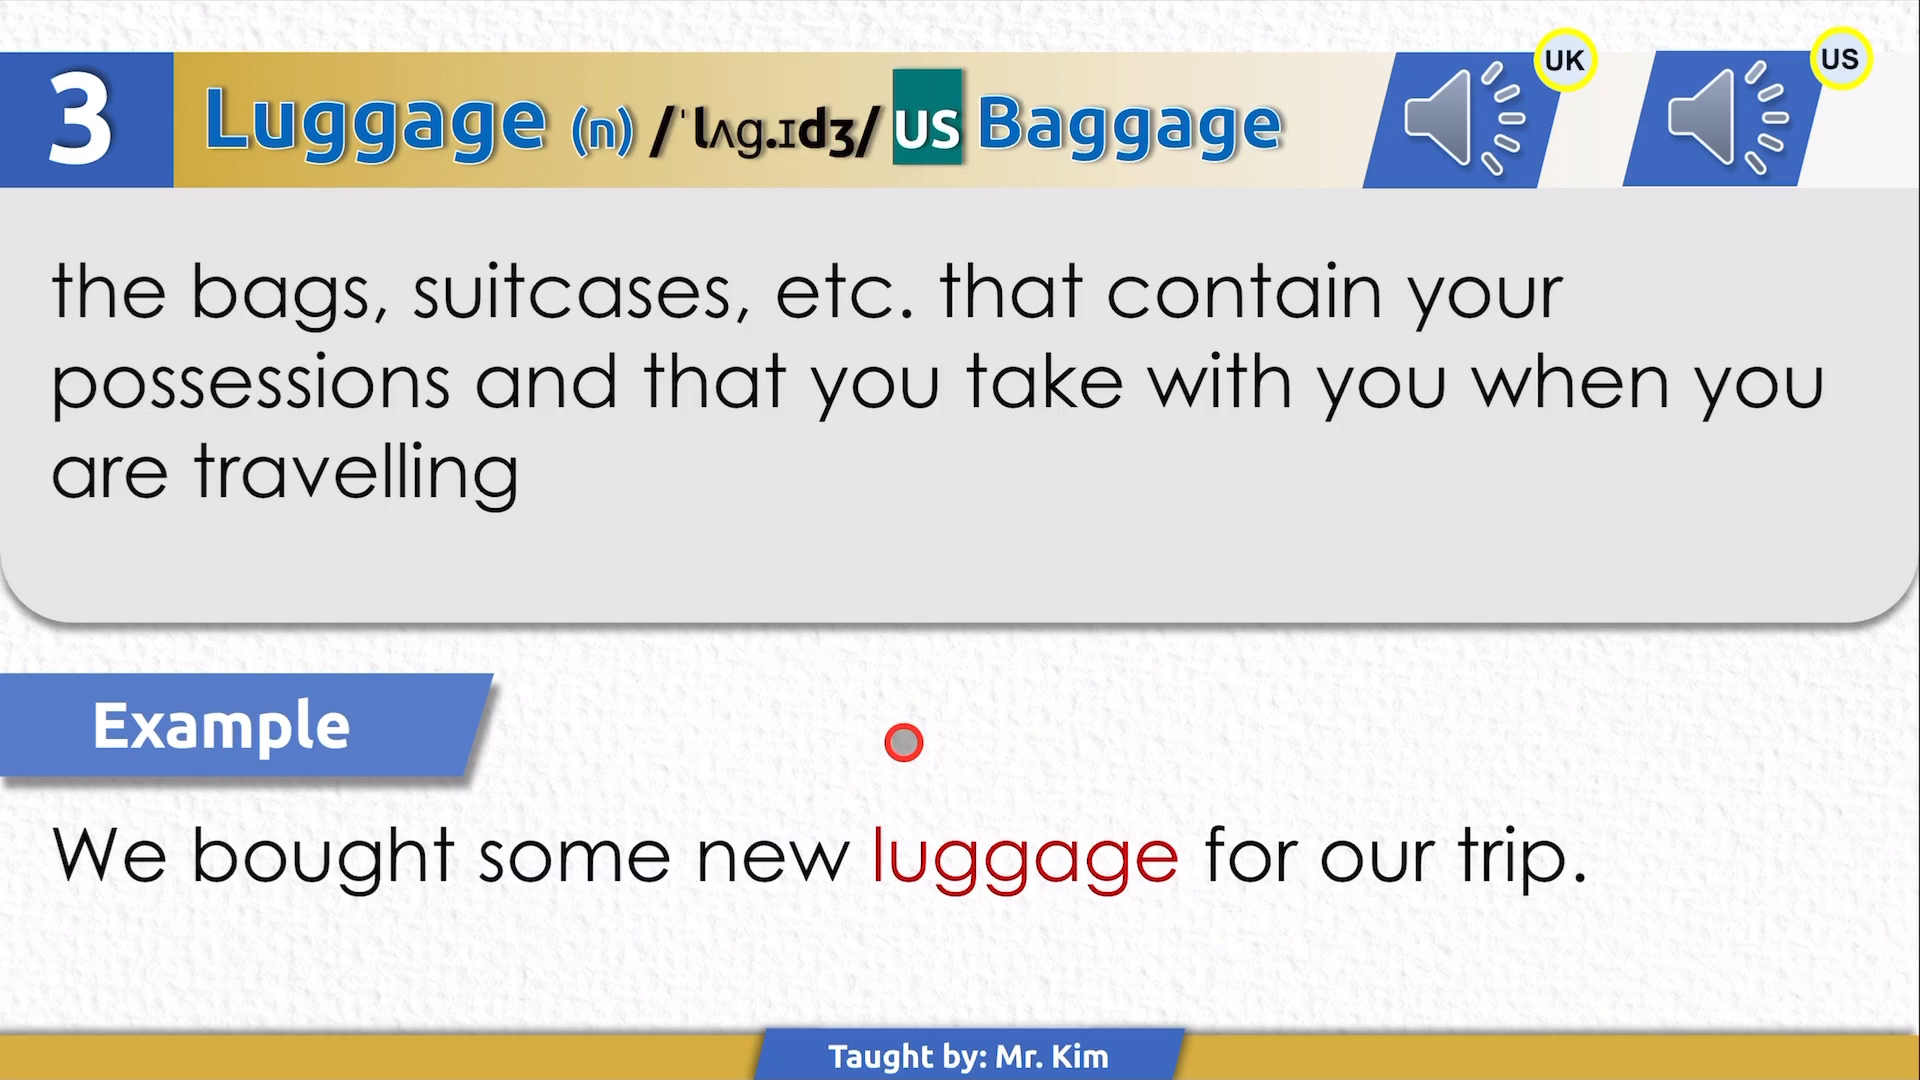 3 Luggage (n) /ˈlʌɡ.ɪdʒ/ US Baggage UK US
the bags, suitcases, etc. that contain your
possessions and that you take with you when you
are travelling
Example
We bought some new luggage for our trip.
Taught by: Mr. Kim